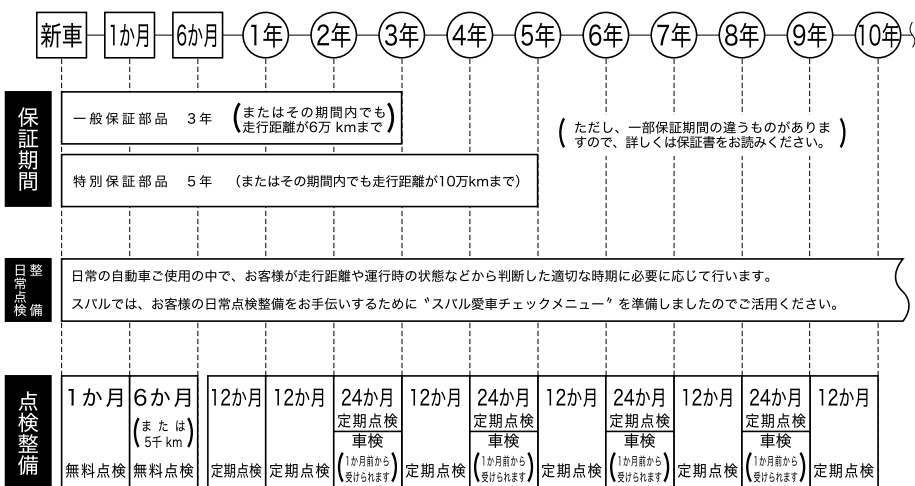 新車 1か月 6か月 1年 2年 3年 4年 5年 6年 7年 8年 9年 10年
保証期間
一般保証部品 3年 (またはその期間内でも
走行距離が6万kmまで)
(ただし、一部保証期間の違うものがありま
すので、詳しくは保証書をお読みください。)
特別保証部品 5年 (またはその期間内でも走行距離が10万kmまで)
日常点検整備
日常の自動車ご使用の中で、お客様が走行距離や運行時の状態などから判断した適切な時期に必要に応じて行います。
スバルでは、お客様の日常点検整備をお手伝いするために〝スバル愛車チェックメニュー〞を準備しましたのでご活用ください。
点検整備
1か月
無料点検
6か月
(または
5千km)
無料点検
12か月
定期点検
12か月
定期点検
24か月
定期点検
車検
(1か月前から
受けられます)
12か月
定期点検
24か月
定期点検
車検
(1か月前から
受けられます)
12か月
定期点検
24か月
定期点検
車検
(1か月前から
受けられます)
12か月
定期点検
24か月
定期点検
車検
(1か月前から
受けられます)
12か月
定期点検